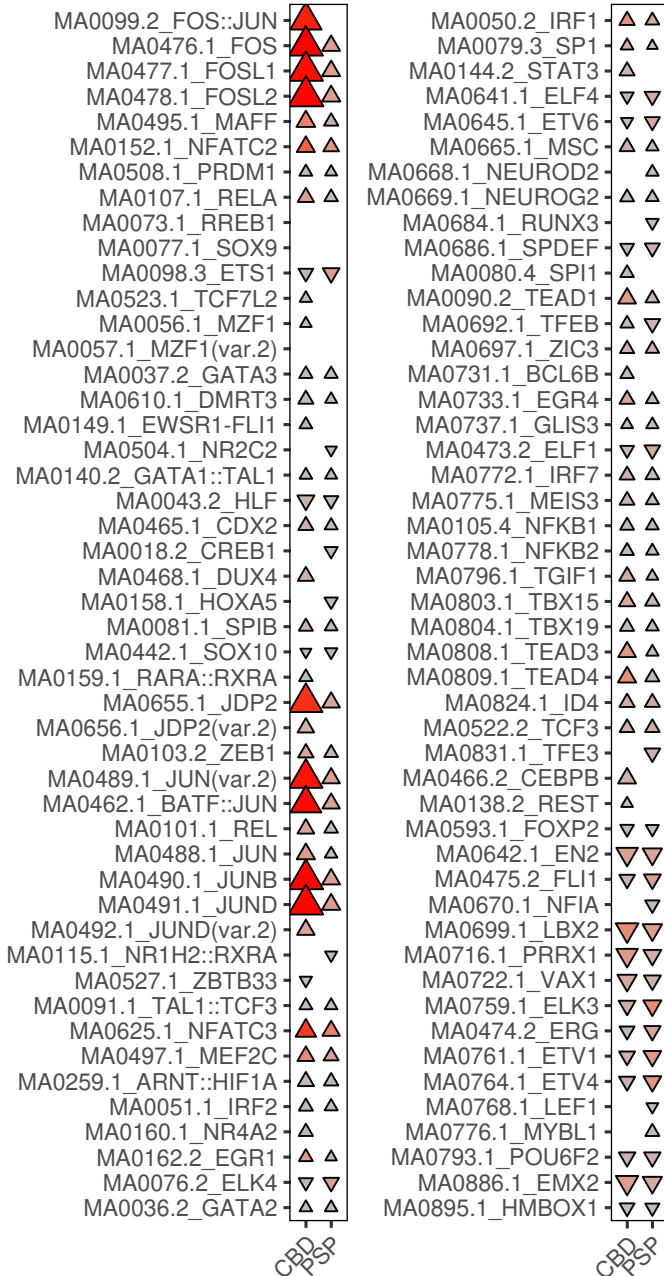 MA0099.2_FOS::JUN
MA0476.1_FOS
MA0477.1_FOSL1
MA0478.1_FOSL2
MA0495.1_MAFF
MA0152.1_NFATC2
MA0508.1_PRDM1
MA0107.1_RELA
MA0073.1_RREB1
MA0077.1_SOX9
MA0098.3_ETS1
MA0523.1_TCF7L2
MA0056.1_MZF1
MA0057.1_MZF1(var.2)
MA0037.2_GATA3
MA0610.1_DMRT3
MA0149.1_EWSR1-FLI1
MA0504.1_NR2C2
MA0140.2_GATA1::TAL1
MA0043.2_HLF
MA0465.1_CDX2
MA0018.2_CREB1
MA0468.1_DUX4
MA0158.1_HOXA5
MA0081.1_SPIB
MA0442.1_SOX10
MA0159.1_RARA::RXRA
MA0655.1_JDP2
MA0656.1_JDP2(var.2)
MA0103.2_ZEB1
MA0489.1_JUN(var.2)
MA0462.1_BATF::JUN
MA0101.1_REL
MA0488.1_JUN
MA0490.1_JUNB
MA0491.1_JUND
MA0492.1_JUND(var.2)
MA0115.1_NR1H2::RXRA
MA0527.1_ZBTB33
MA0091.1_TAL1::TCF3
MA0625.1_NFATC3
MA0497.1_MEF2C
MA0259.1_ARNT::HIF1A
MA0051.1_IRF2
MA0160.1_NR4A2
MA0162.2_EGR1
MA0076.2_ELK4
MA0036.2_GATA2
CBD
PSP
MA0050.2_IRF1
MA0079.3_SP1
MA0144.2_STAT3
MA0641.1_ELF4
MA0645.1_ETV6
MA0665.1_MSC
MA0668.1_NEUROD2
MA0669.1_NEUROG2
MA0684.1_RUNX3
MA0686.1_SPDEF
MA0080.4_SPI1
MA0090.2_TEAD1
MA0692.1_TFEB
MA0697.1_ZIC3
MA0731.1_BCL6B
MA0733.1_EGR4
MA0737.1_GLIS3
MA0473.2_ELF1
MA0772.1_IRF7
MA0775.1_MEIS3
MA0105.4_NFKB1
MA0778.1_NFKB2
MA0796.1_TGIF1
MA0803.1_TBX15
MA0804.1_TBX19
MA0808.1_TEAD3
MA0809.1_TEAD4
MA0824.1_ID4
MA0522.2_TCF3
MA0831.1_TFE3
MA0466.2_CEBPB
MA0138.2_REST
MA0593.1_FOXP2
MA0642.1_EN2
MA0475.2_FLI1
MA0670.1_NFIA
MA0699.1_LBX2
MA0716.1_PRRX1
MA0722.1_VAX1
MA0759.1_ELK3
MA0474.2_ERG
MA0761.1_ETV1
MA0764.1_ETV4
MA0768.1_LEF1
MA0776.1_MYBL1
MA0793.1_POU6F2
MA0886.1_EMX2
MA0895.1_HMBOX1
CBD
PSP